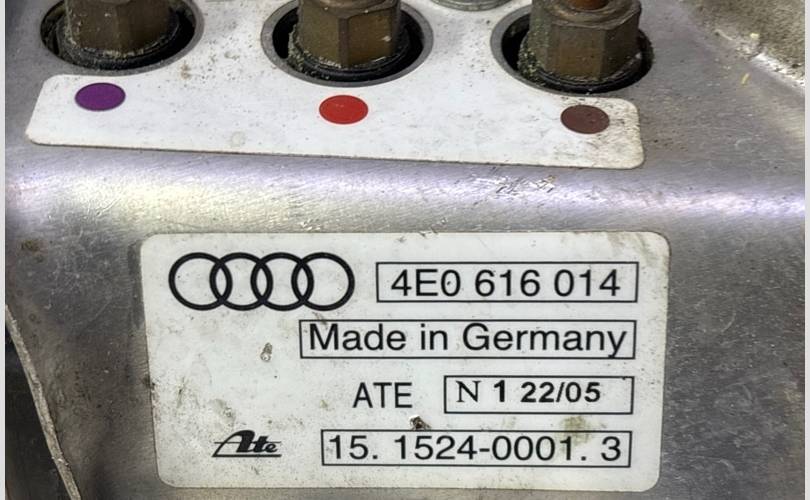 4E0 616 014
Made in Germany
ATE N 1 22/05
Ate 15. 1524-0001. 3